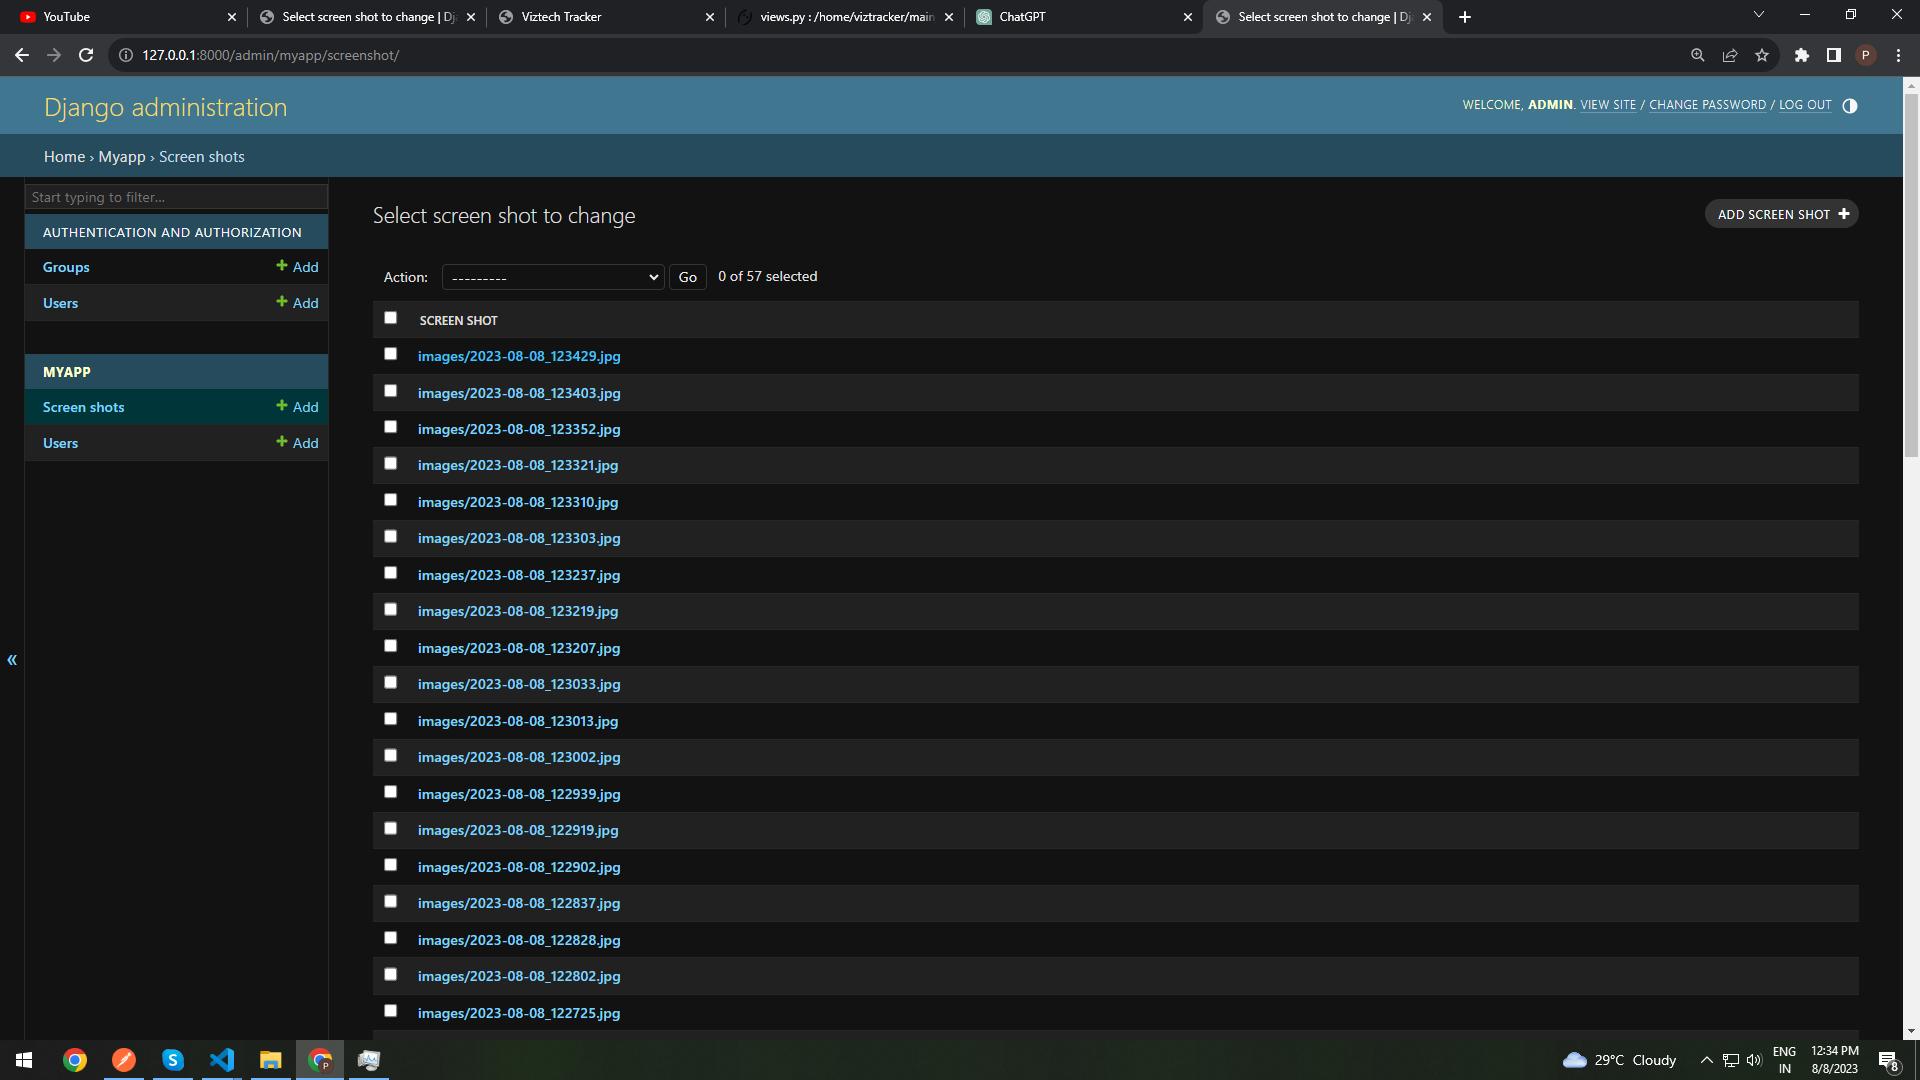 YouTube
Select screen shot to change | Dj
Viztech Tracker
views.py : /home/viztracker/main
ChatGPT
Select screen shot to change | Dj
127.0.0.1:8000/admin/myapp/screenshot/
P
Django administration
WELCOME, ADMIN. VIEW SITE / CHANGE PASSWORD / LOG OUT
Home › Myapp › Screen shots
Start typing to filter...
AUTHENTICATION AND AUTHORIZATION
Groups + Add
Users + Add
MYAPP
Screen shots + Add
Users + Add
«
Select screen shot to change
ADD SCREEN SHOT +
Action: --------- Go 0 of 57 selected
SCREEN SHOT
images/2023-08-08_123429.jpg
images/2023-08-08_123403.jpg
images/2023-08-08_123352.jpg
images/2023-08-08_123321.jpg
images/2023-08-08_123310.jpg
images/2023-08-08_123303.jpg
images/2023-08-08_123237.jpg
images/2023-08-08_123219.jpg
images/2023-08-08_123207.jpg
images/2023-08-08_123033.jpg
images/2023-08-08_123013.jpg
images/2023-08-08_123002.jpg
images/2023-08-08_122939.jpg
images/2023-08-08_122919.jpg
images/2023-08-08_122902.jpg
images/2023-08-08_122837.jpg
images/2023-08-08_122828.jpg
images/2023-08-08_122802.jpg
images/2023-08-08_122725.jpg
29°C Cloudy
ENG
IN
12:34 PM
8/8/2023
8